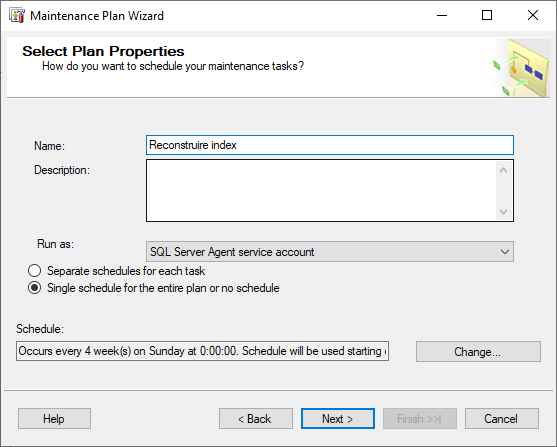 Maintenance Plan Wizard
Select Plan Properties
How do you want to schedule your maintenance tasks?
Name:
Reconstruire index
Description:
Run as:
SQL Server Agent service account
Separate schedules for each task
Single schedule for the entire plan or no schedule
Schedule:
Occurs every 4 week(s) on Sunday at 0:00:00. Schedule will be used starting
Change...
Help
< Back
Next >
Finish >>|
Cancel